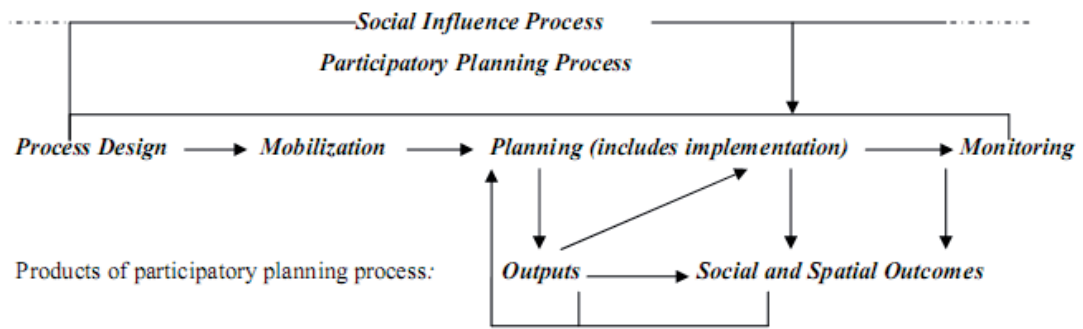 Social Influence Process
Participatory Planning Process
Process Design Mobilization Planning (includes implementation) Monitoring
Products of participatory planning process: Outputs Social and Spatial Outcomes